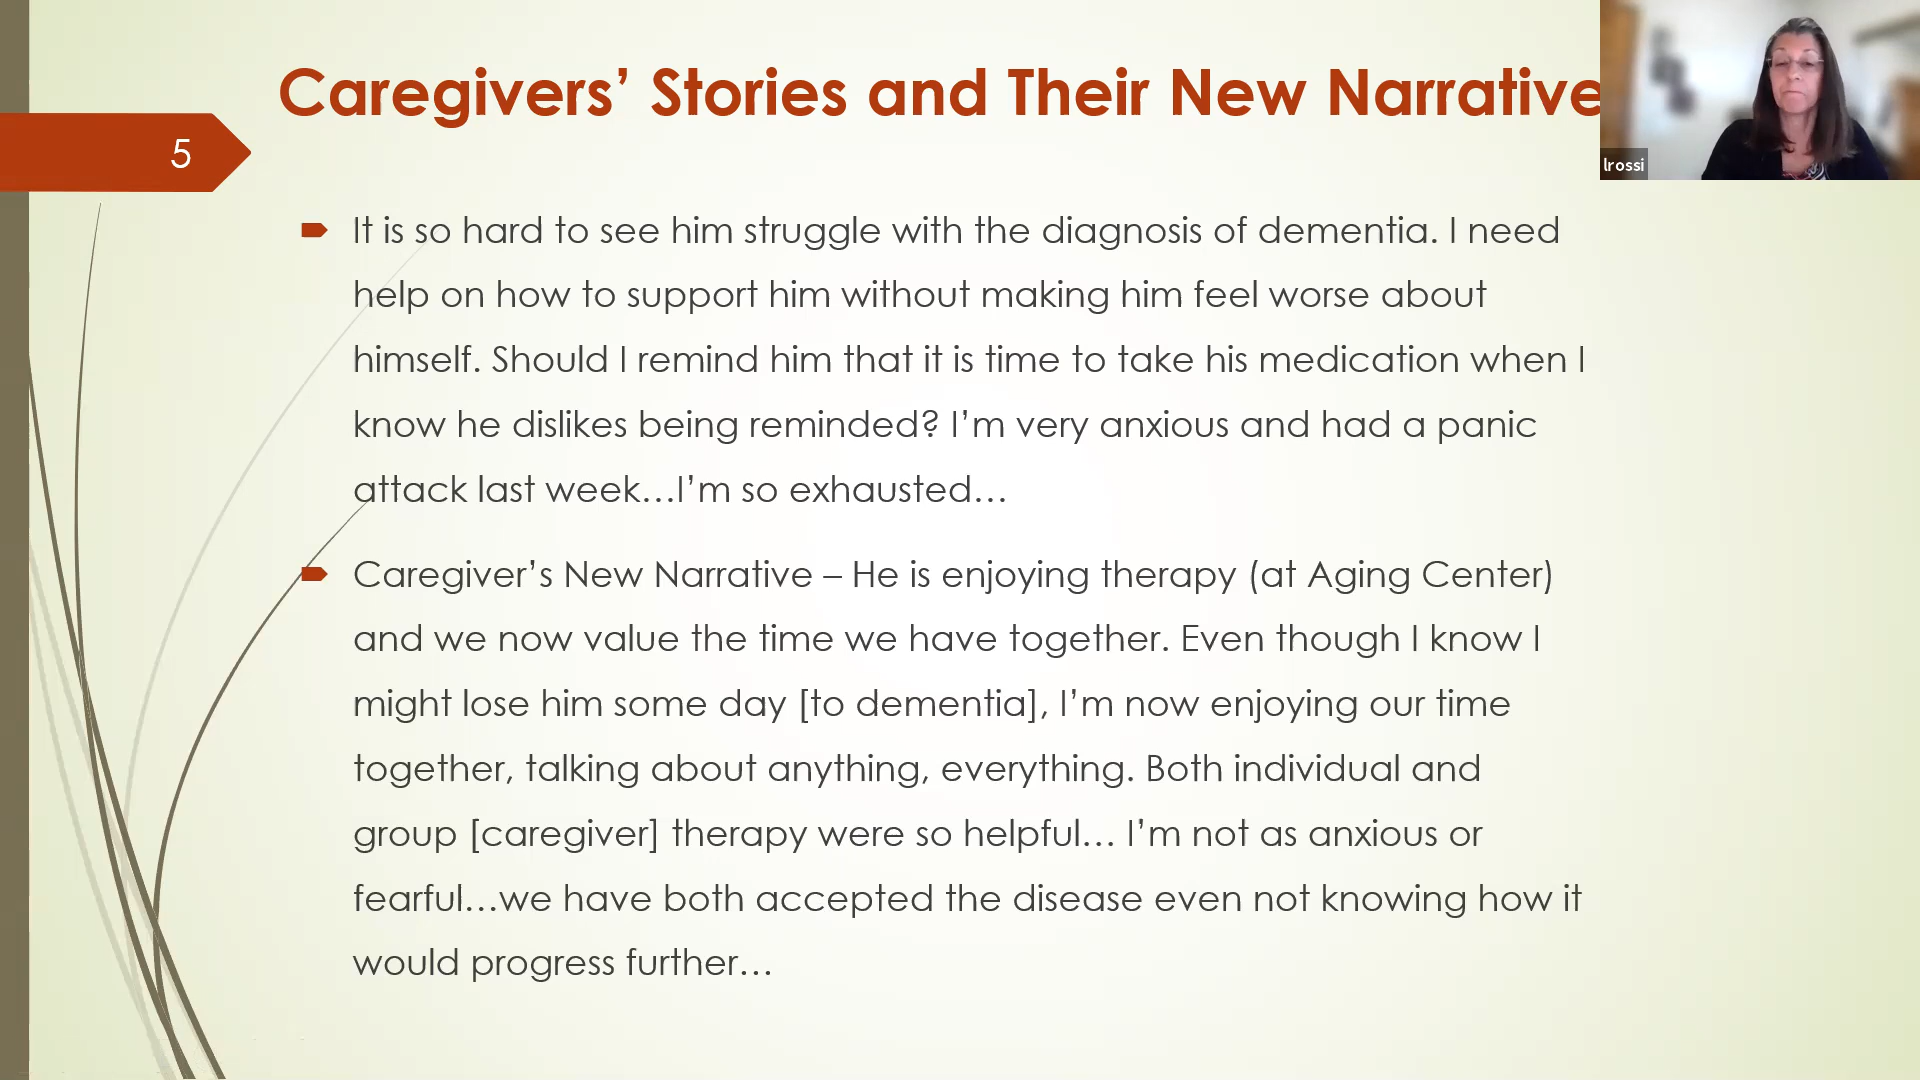 Caregivers’ Stories and Their New Narrative
lrossi
5
It is so hard to see him struggle with the diagnosis of dementia. I need
help on how to support him without making him feel worse about
himself. Should I remind him that it is time to take his medication when I
know he dislikes being reminded? I’m very anxious and had a panic
attack last week…I’m so exhausted…
Caregiver’s New Narrative – He is enjoying therapy (at Aging Center)
and we now value the time we have together. Even though I know I
might lose him some day [to dementia], I’m now enjoying our time
together, talking about anything, everything. Both individual and
group [caregiver] therapy were so helpful… I’m not as anxious or
fearful…we have both accepted the disease even not knowing how it
would progress further…